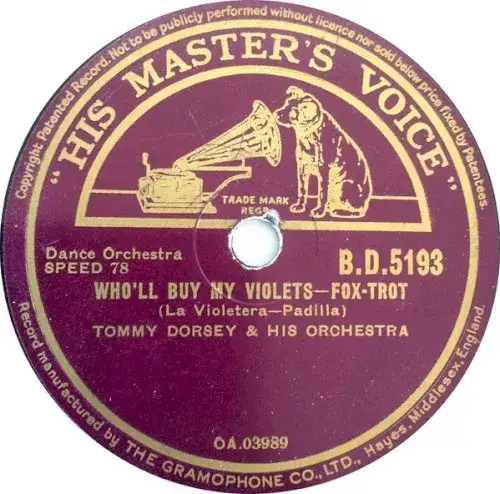 Copyright Patented Record. Not to be publicly performed without licence nor sold below price fixed by Patentees.
"HIS MASTER'S VOICE"
TRADE MARK
REGD
Dance Orchestra
SPEED 78
B.D.5193
WHO'LL BUY MY VIOLETS—FOX-TROT
(La Violetera—Padilla)
TOMMY DORSEY & HIS ORCHESTRA
OA.03989
Record manufactured by THE GRAMOPHONE CO., LTD., Hayes, Middlesex, England.